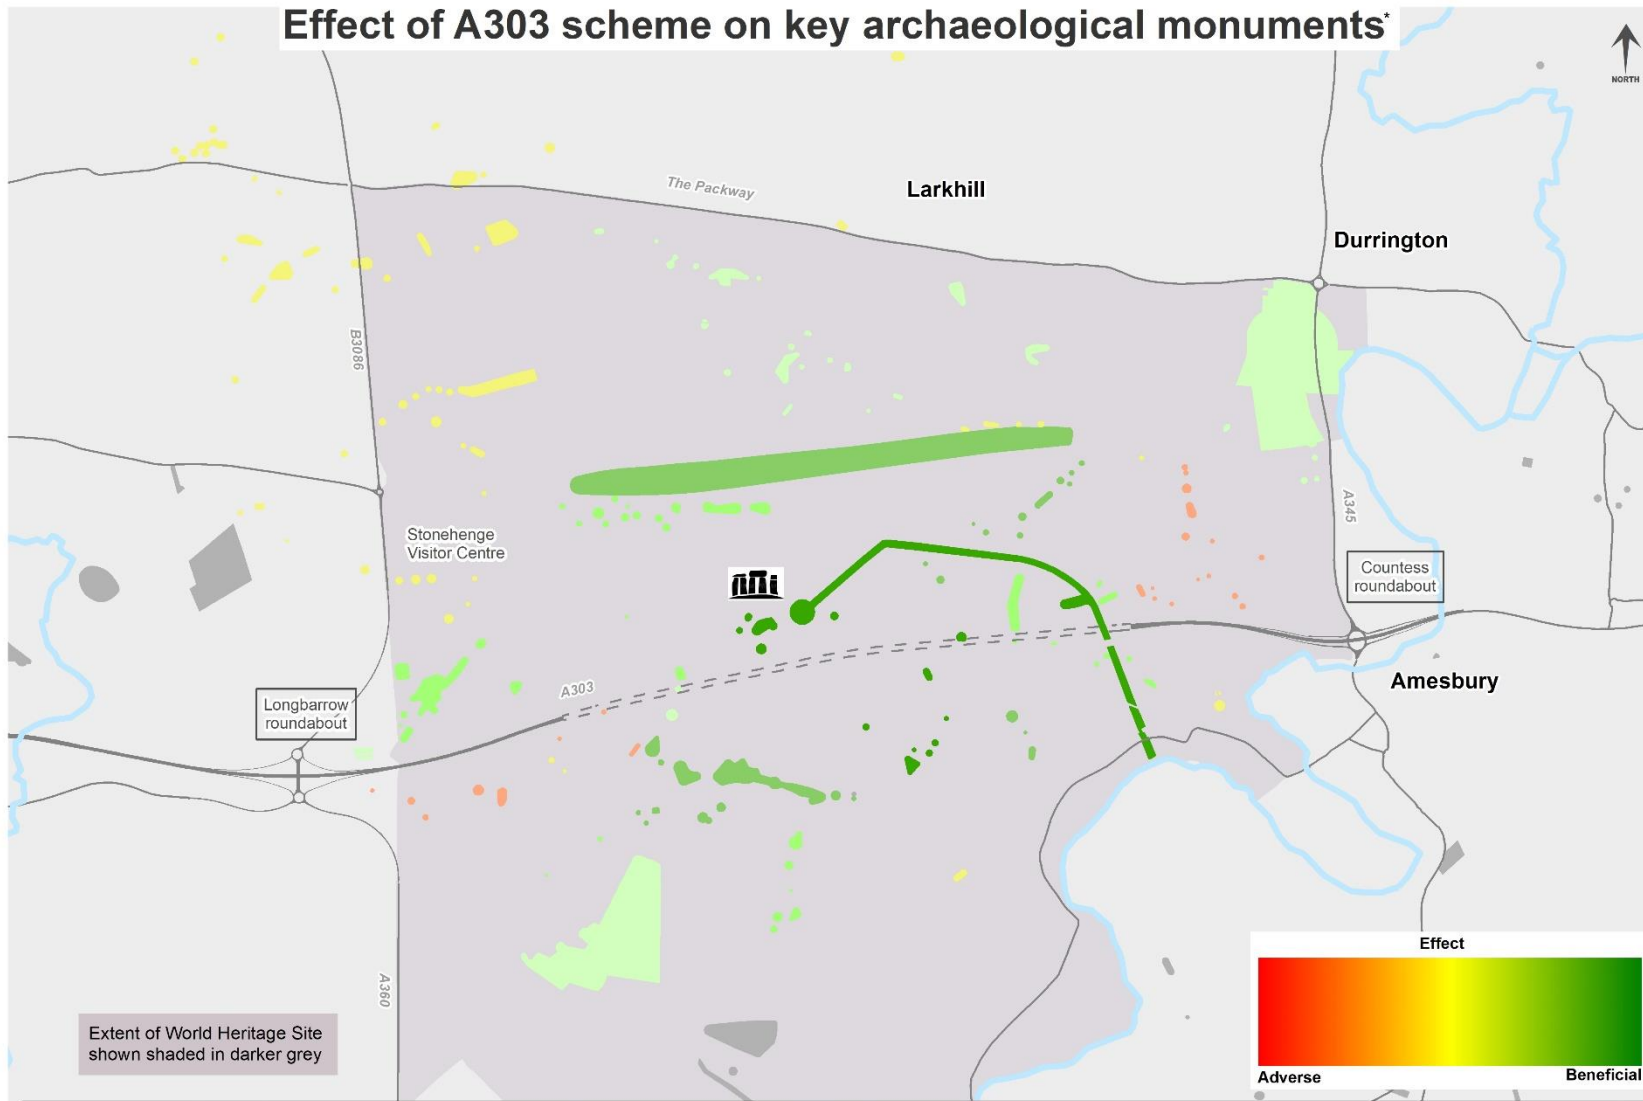 Effect of A303 scheme on key archaeological monuments*
NORTH
The Packway
Larkhill
Durrington
B3086
A345
Stonehenge
Visitor Centre
Countess
roundabout
A303
Longbarrow
roundabout
Amesbury
A360
Effect
Adverse
Beneficial
Extent of World Heritage Site
shown shaded in darker grey